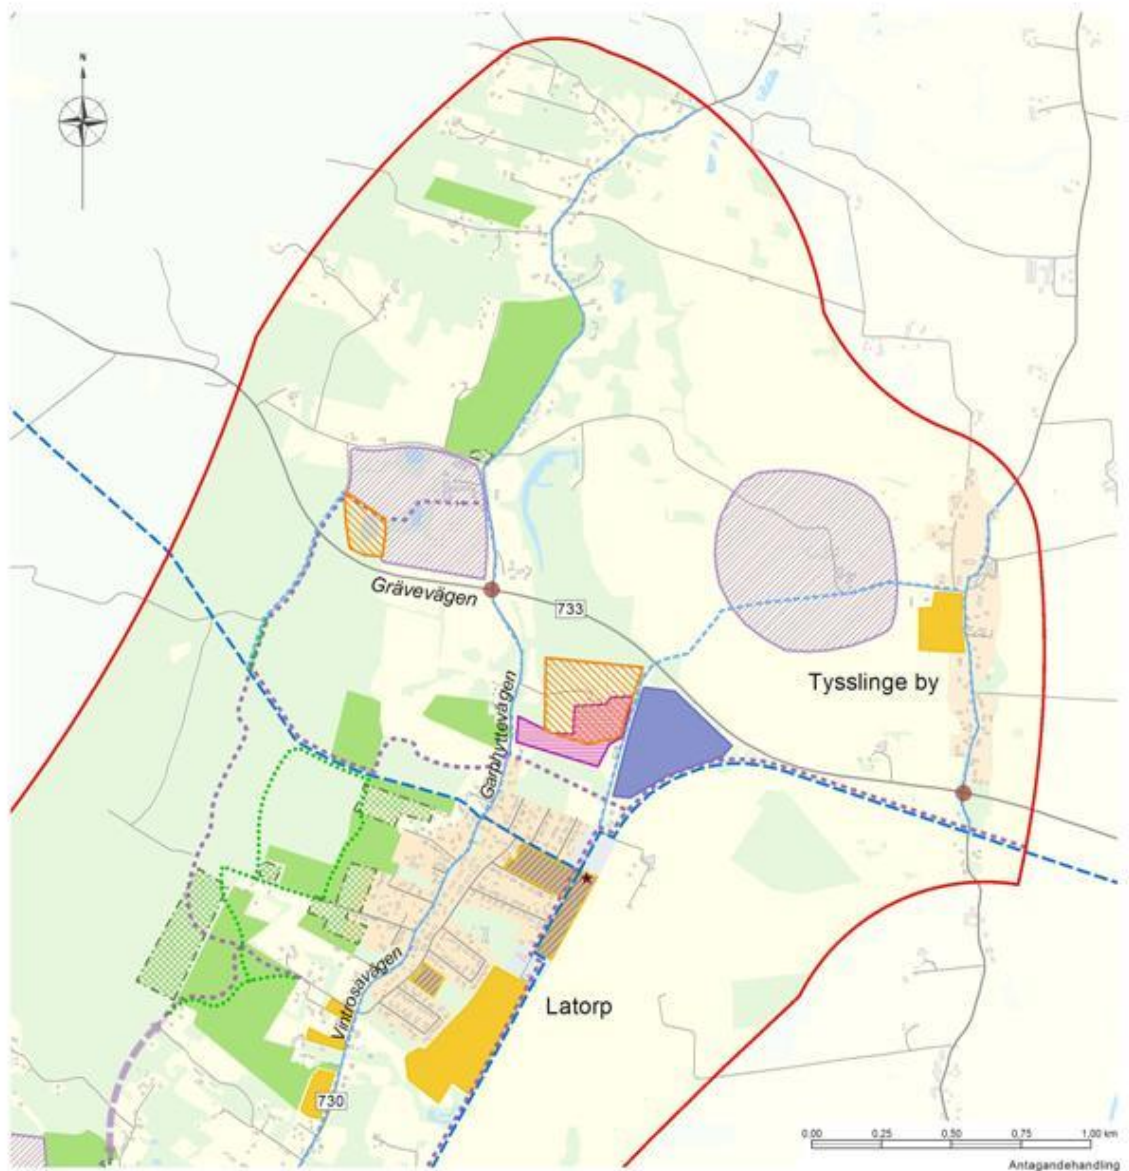 N
Grävevägen
733
Tysslinge by
Garphyttevägen
Vintrosavägen
Latorp
730
0,00 0,25 0,50 0,75 1,00 km
Antagandehandling